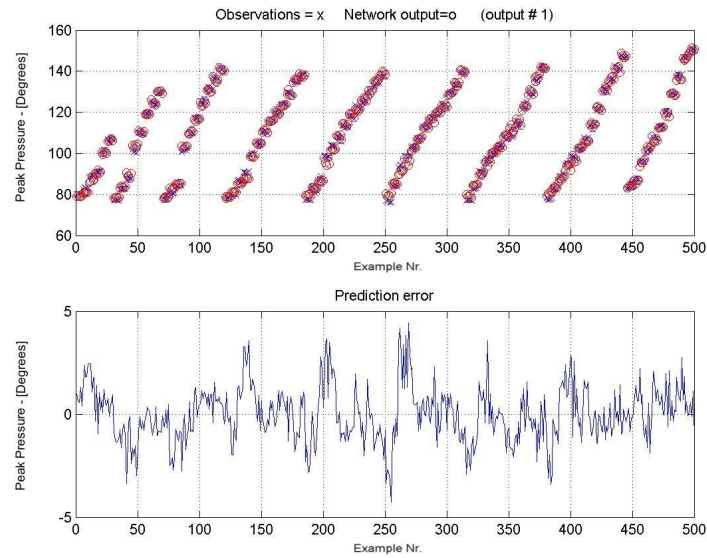 Observations = x Network output=o (output # 1)
160
140
120
100
80
60
Peak Pressure - [Degrees]
0 50 100 150 200 250 300 350 400 450 500
Example Nr.
Prediction error
5
0
-5
Peak Pressure - [Degrees]
0 50 100 150 200 250 300 350 400 450 500
Example Nr.